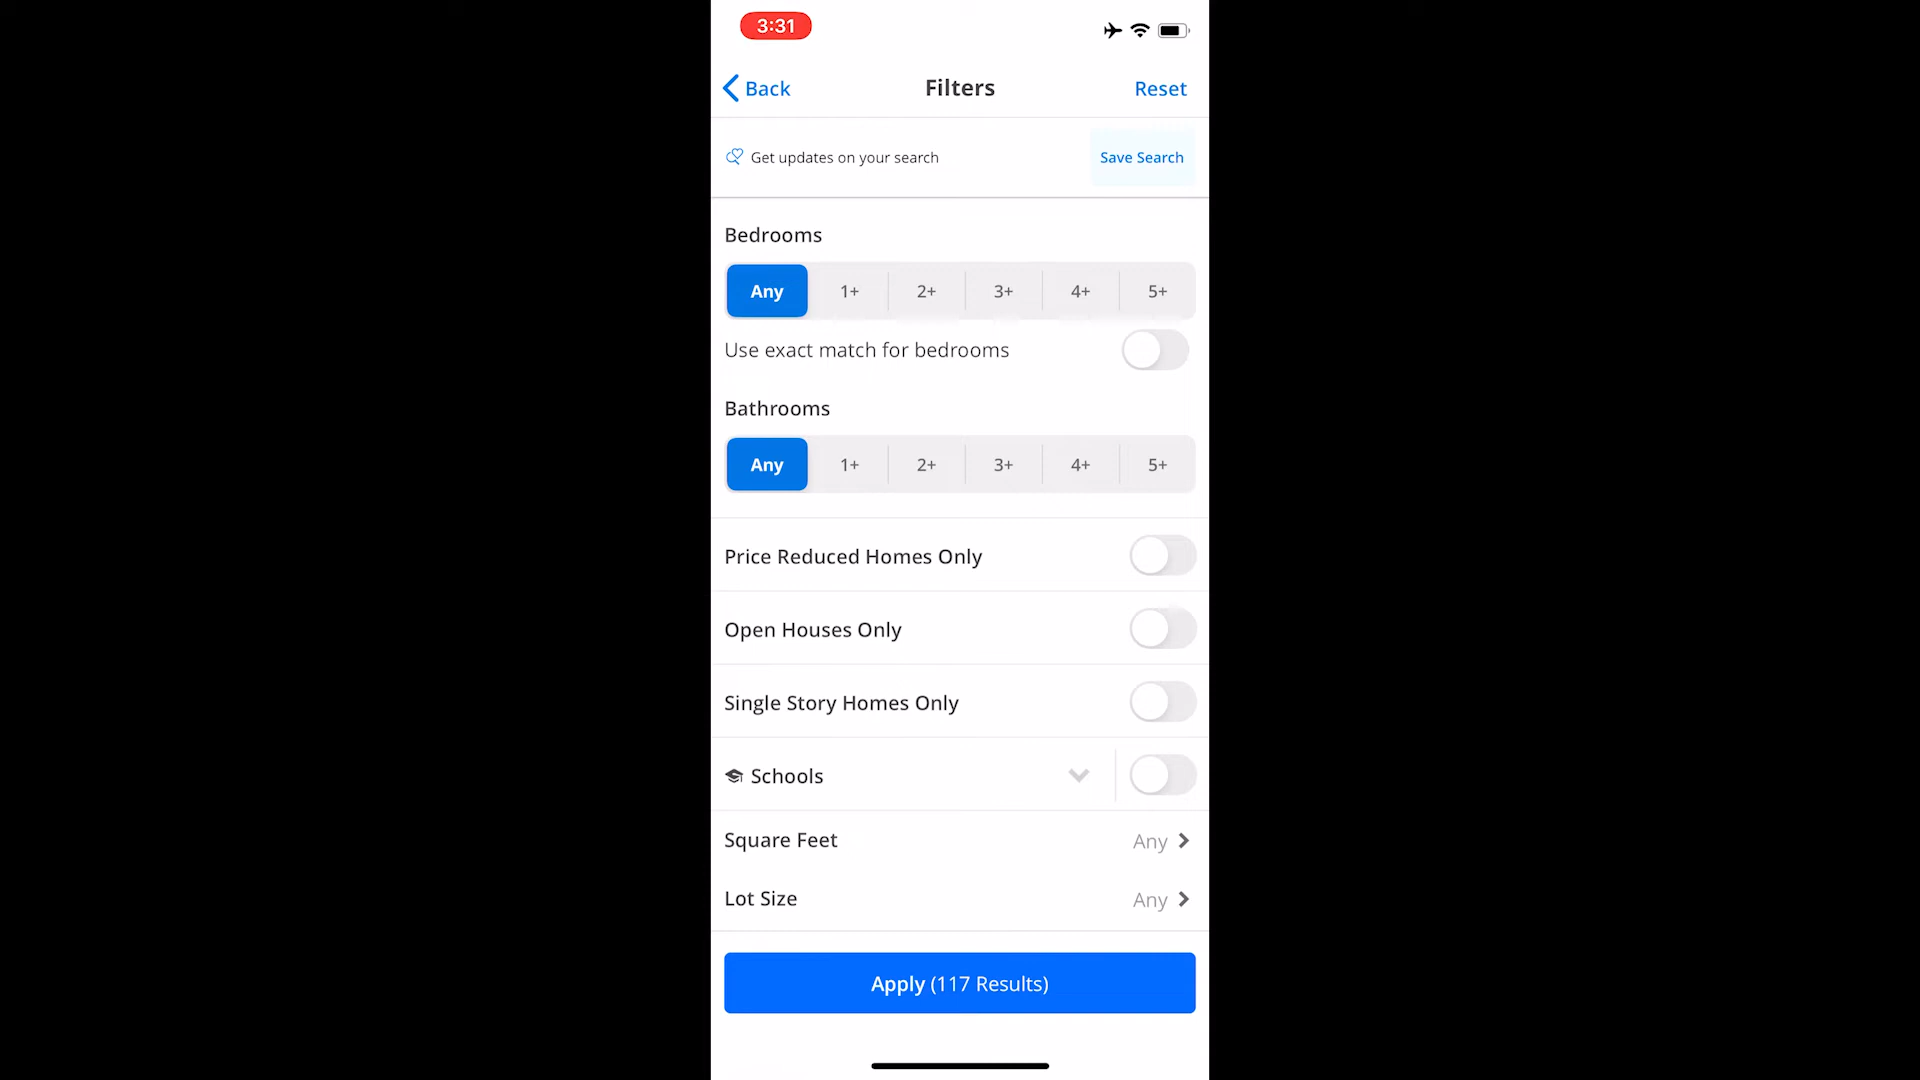 3:31
Back
Filters
Reset
Get updates on your search
Save Search
Bedrooms
Any 1+ 2+ 3+ 4+ 5+
Use exact match for bedrooms
Bathrooms
Any 1+ 2+ 3+ 4+ 5+
Price Reduced Homes Only
Open Houses Only
Single Story Homes Only
Schools
Square Feet Any
Lot Size Any
Apply (117 Results)